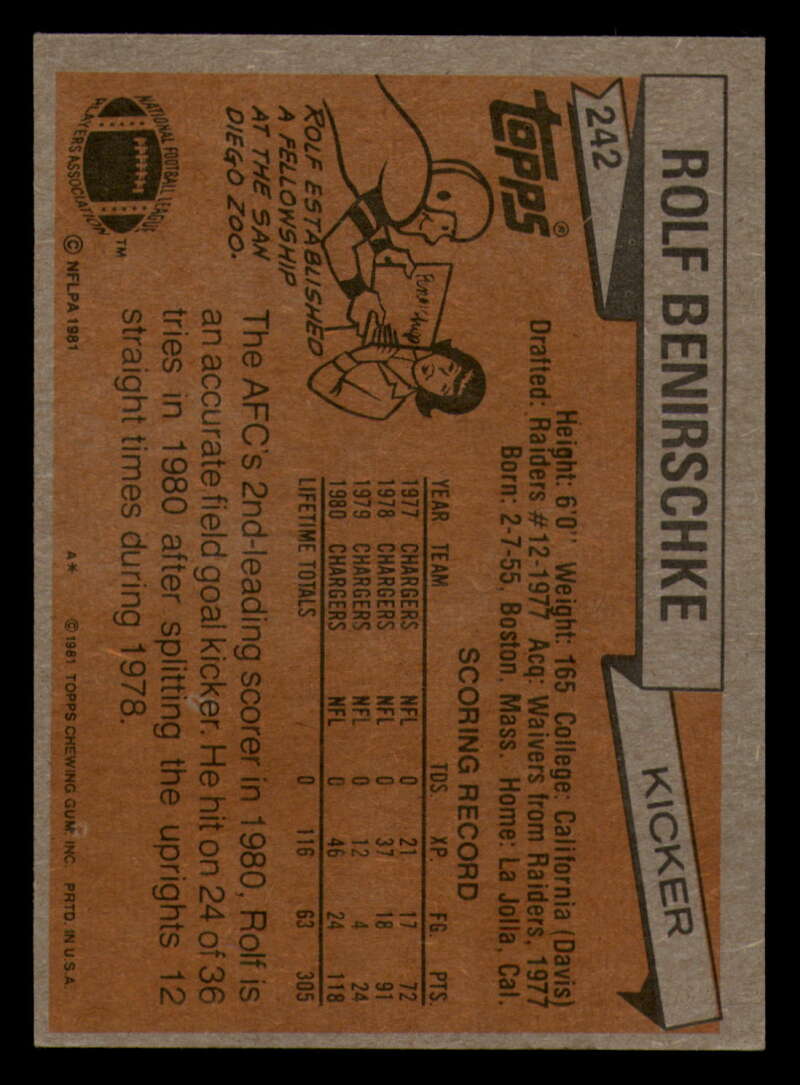 242
ROLF BENIRSCHKE
KICKER
TOPPS®
Height: 6'0" Weight: 165 College: California (Davis)
Drafted: Raiders #12-1977 Acq: Waivers from Raiders, 1977
Born: 2-7-55, Boston, Mass. Home: La Jolla, Cal.
SCORING RECORD
YEAR TEAM TDS. XP. FG. PTS.
1977 CHARGERS NFL 0 21 17 72
1978 CHARGERS NFL 0 37 18 91
1979 CHARGERS NFL 0 12 4 24
1980 CHARGERS NFL 0 46 24 118
LIFETIME TOTALS 0 116 63 305
Fellowship
ROLF ESTABLISHED
A FELLOWSHIP
AT THE SAN
DIEGO ZOO.
The AFC's 2nd-leading scorer in 1980, Rolf is
an accurate field goal kicker. He hit on 24 of 36
tries in 1980 after splitting the uprights 12
straight times during 1978.
NATIONAL FOOTBALL LEAGUE
PLAYERS ASSOCIATION
TM
© NFLPA 1981
A* ©1981 TOPPS CHEWING GUM, INC. PRTD. IN U.S.A.